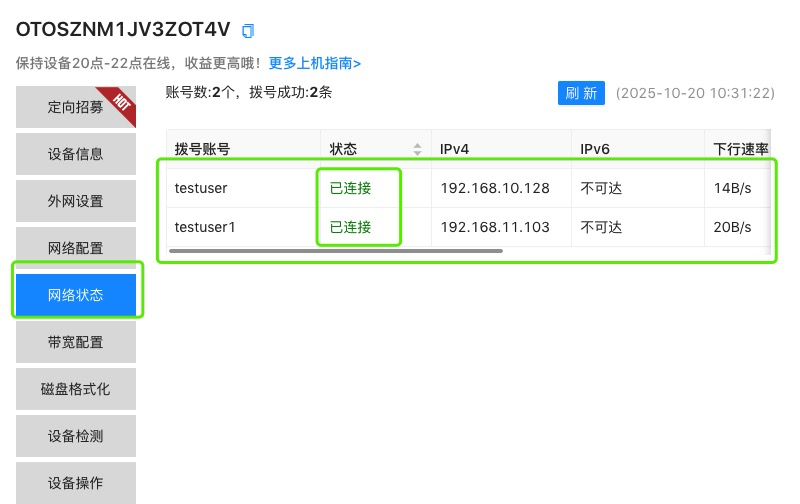 OTOSZNM1JV3ZOT4V
保持设备20点-22点在线，收益更高哦！更多上机指南>
定向招募 HOT
设备信息
外网设置
网络配置
网络状态
带宽配置
磁盘格式化
设备检测
设备操作
账号数:2个，拨号成功:2条 刷 新 (2025-10-20 10:31:22)
拨号账号 状态 IPv4 IPv6 下行速率
testuser 已连接 192.168.10.128 不可达 14B/s
testuser1 已连接 192.168.11.103 不可达 20B/s